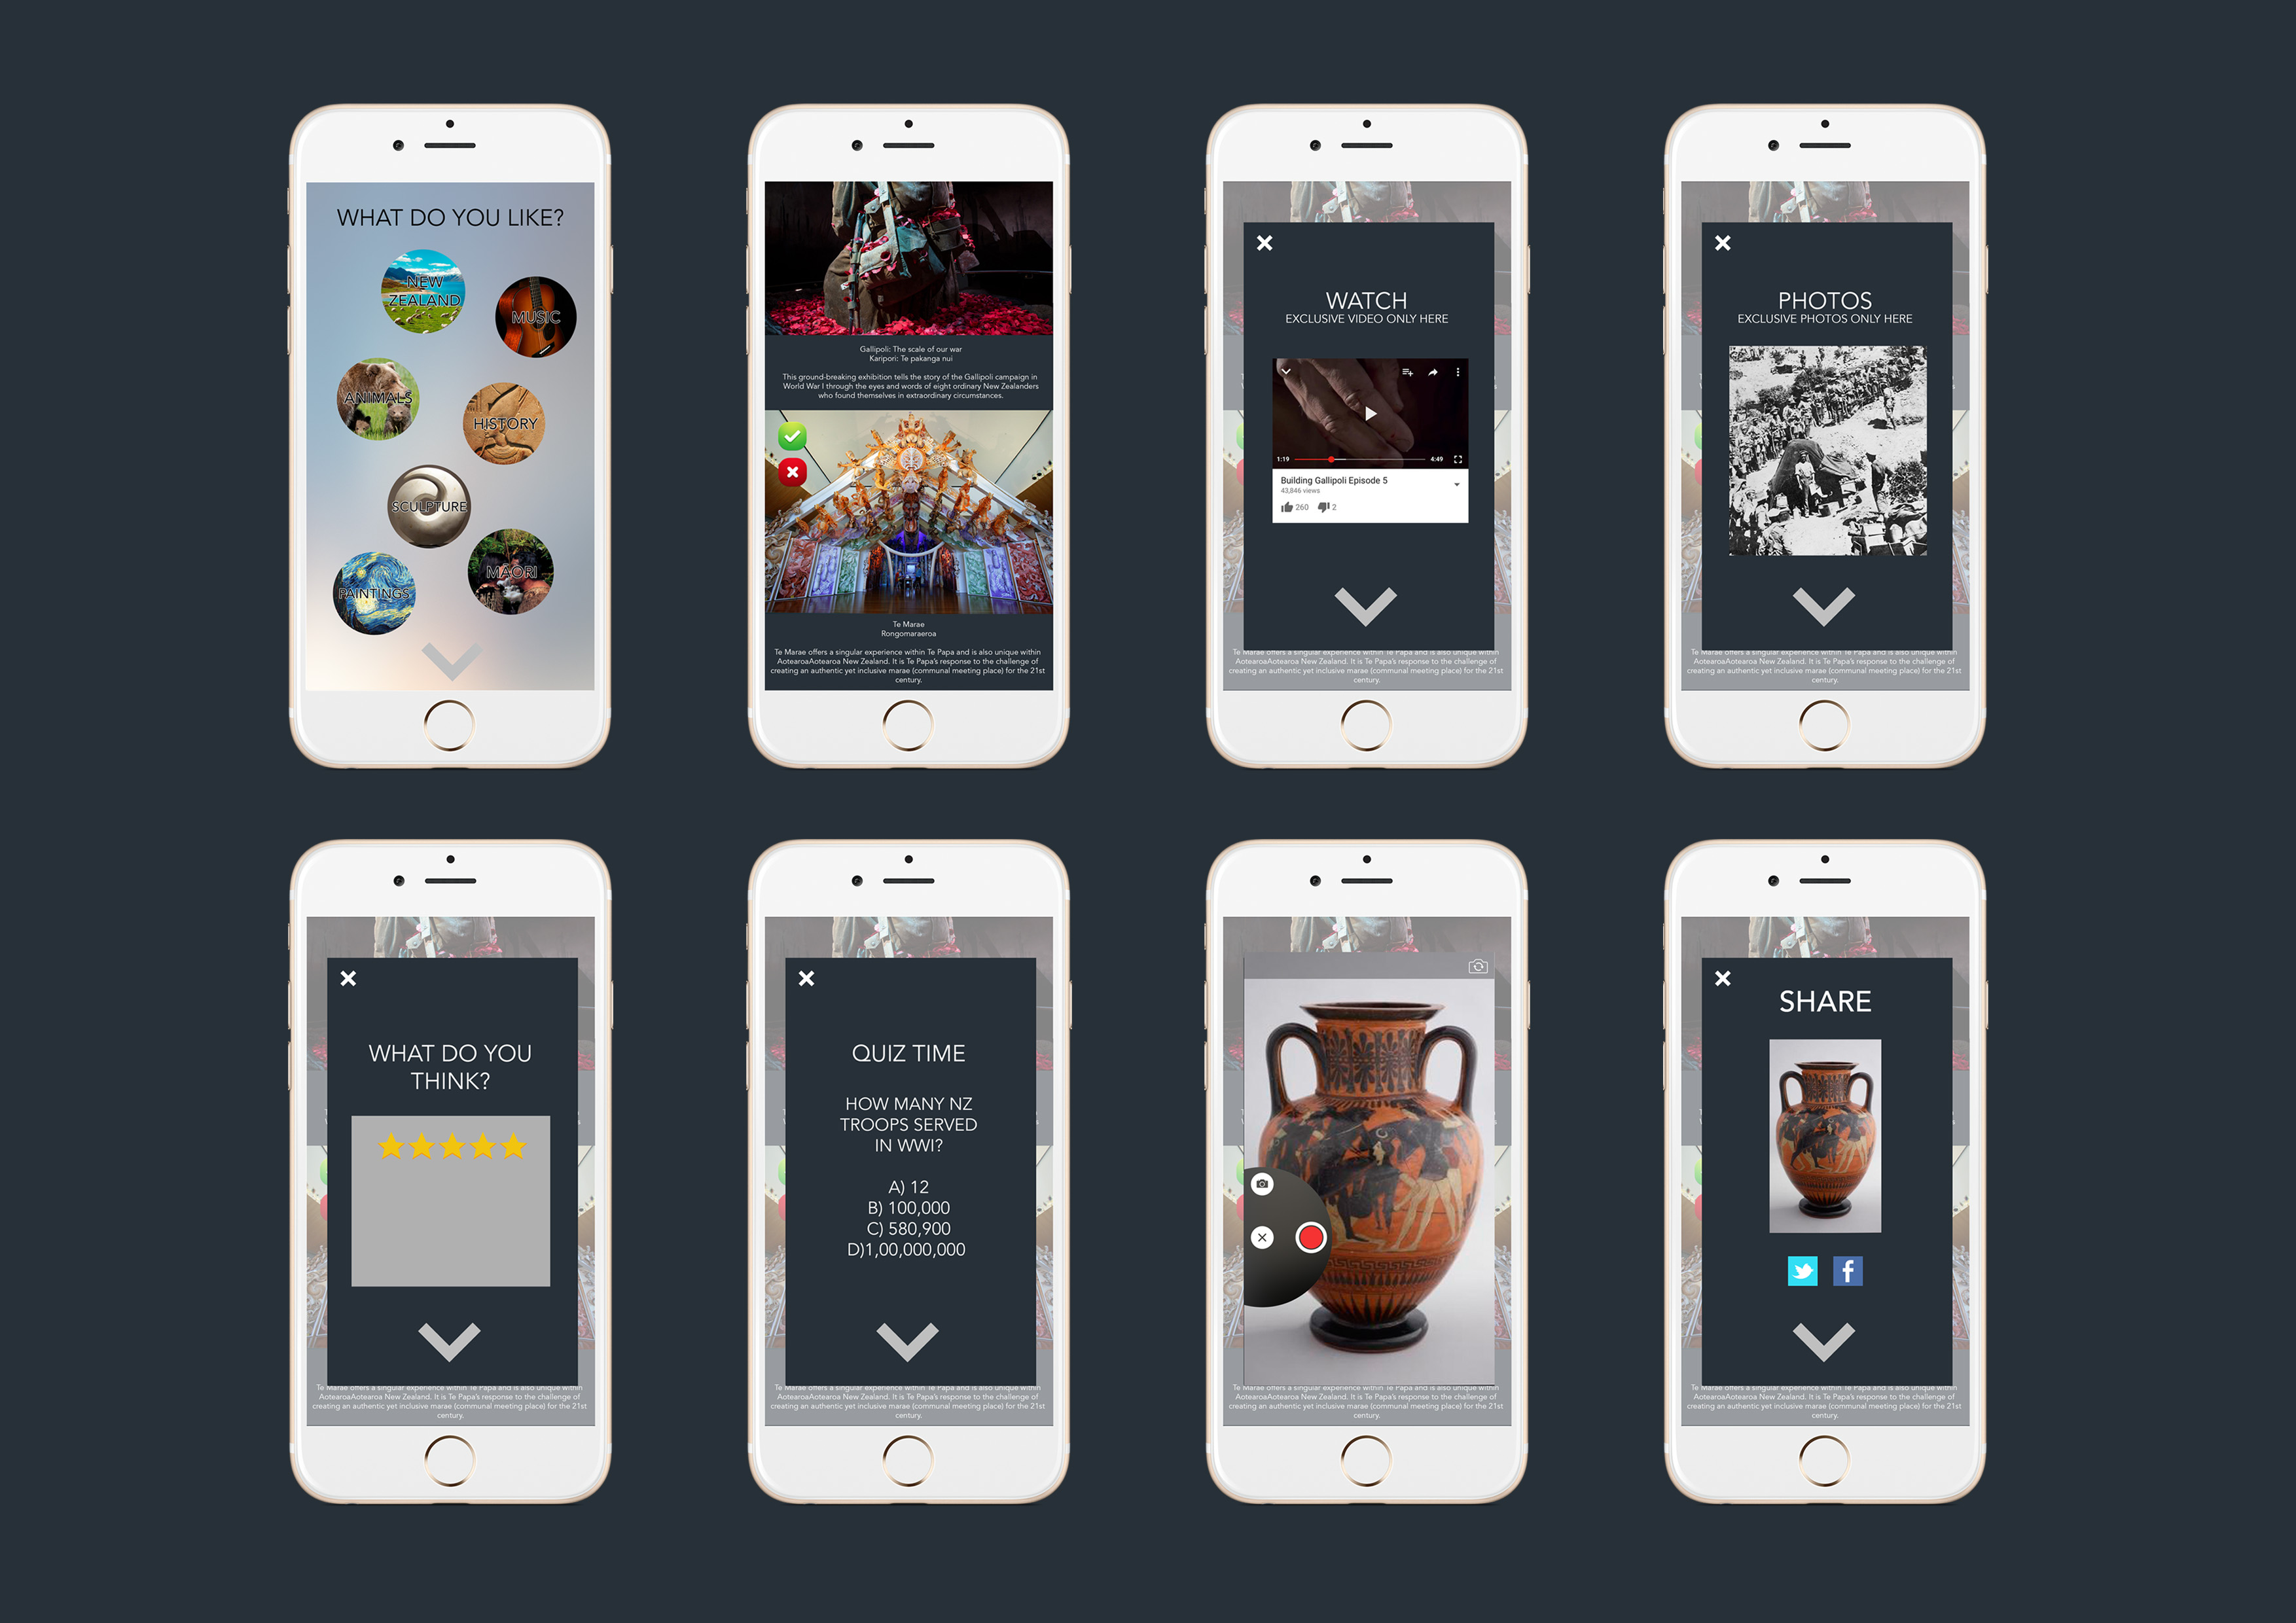 WHAT DO YOU LIKE?
NEW
ZEALAND
MUSIC
ANIMALS
HISTORY
SCULPTURE
MAORI
PAINTINGS
Gallipoli: The scale of our war
Karipori: Te pakanga nui
This ground-breaking exhibition tells the story of the Gallipoli campaign in
World War I through the eyes and words of eight ordinary New Zealanders
who found themselves in extraordinary circumstances.
Te Marae
Rongomaraeroa
Te Marae offers a singular experience within Te Papa and is also unique within
AotearoaAotearoa New Zealand. It is Te Papa's response to the challenge of
creating an authentic yet inclusive marae (communal meeting place) for the 21st
century.
WATCH
EXCLUSIVE VIDEO ONLY HERE
1:19
4:49
Building Gallipoli Episode 5
43,846 views
260
2
Te Marae offers a singular experience within Te Papa and is also unique within
AotearoaAotearoa New Zealand. It is Te Papa's response to the challenge of
creating an authentic yet inclusive marae (communal meeting place) for the 21st
century.
PHOTOS
EXCLUSIVE PHOTOS ONLY HERE
Te Marae offers a singular experience within Te Papa and is also unique within
AotearoaAotearoa New Zealand. It is Te Papa's response to the challenge of
creating an authentic yet inclusive marae (communal meeting place) for the 21st
century.
WHAT DO YOU
THINK?
Te Marae offers a singular experience within Te Papa and is also unique within
AotearoaAotearoa New Zealand. It is Te Papa's response to the challenge of
creating an authentic yet inclusive marae (communal meeting place) for the 21st
century.
QUIZ TIME
HOW MANY NZ
TROOPS SERVED
IN WWI?
A) 12
B) 100,000
C) 580,900
D)1,00,000,000
Te Marae offers a singular experience within Te Papa and is also unique within
AotearoaAotearoa New Zealand. It is Te Papa's response to the challenge of
creating an authentic yet inclusive marae (communal meeting place) for the 21st
century.
Te Marae offers a singular experience within Te Papa and is also unique within
AotearoaAotearoa New Zealand. It is Te Papa's response to the challenge of
creating an authentic yet inclusive marae (communal meeting place) for the 21st
century.
SHARE
f
Te Marae offers a singular experience within Te Papa and is also unique within
AotearoaAotearoa New Zealand. It is Te Papa's response to the challenge of
creating an authentic yet inclusive marae (communal meeting place) for the 21st
century.